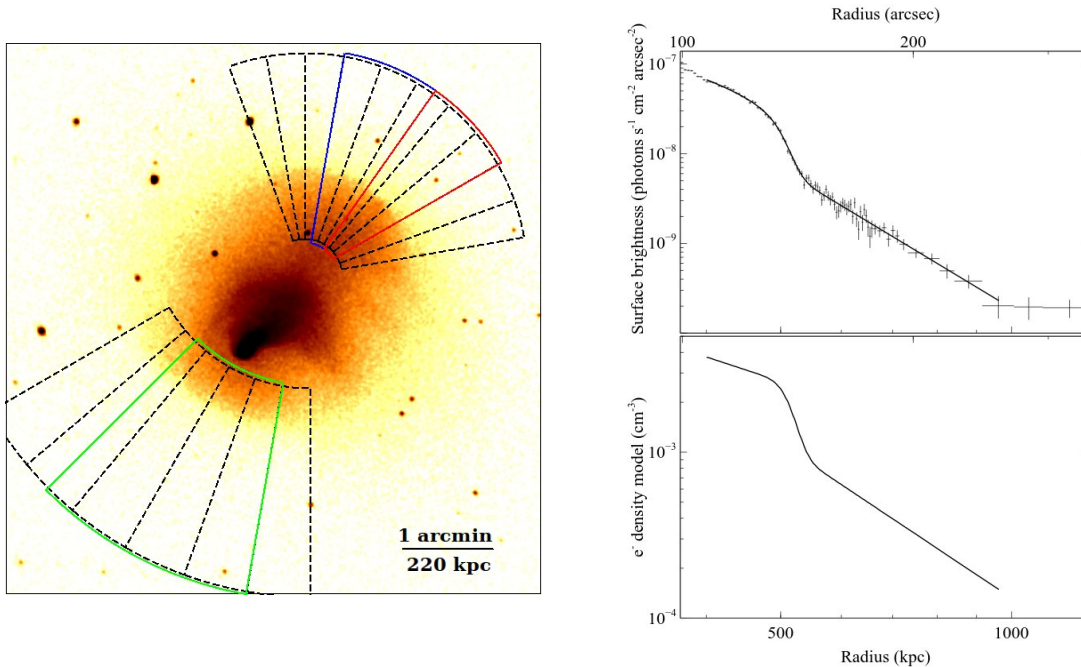 1 arcmin
220 kpc
Radius (arcsec)
100
200
Surface brightness (photons s⁻¹ cm⁻² arcsec⁻²)
10⁻⁷
10⁻⁸
10⁻⁹
e⁻ density model (cm⁻³)
10⁻³
10⁻⁴
500
1000
Radius (kpc)